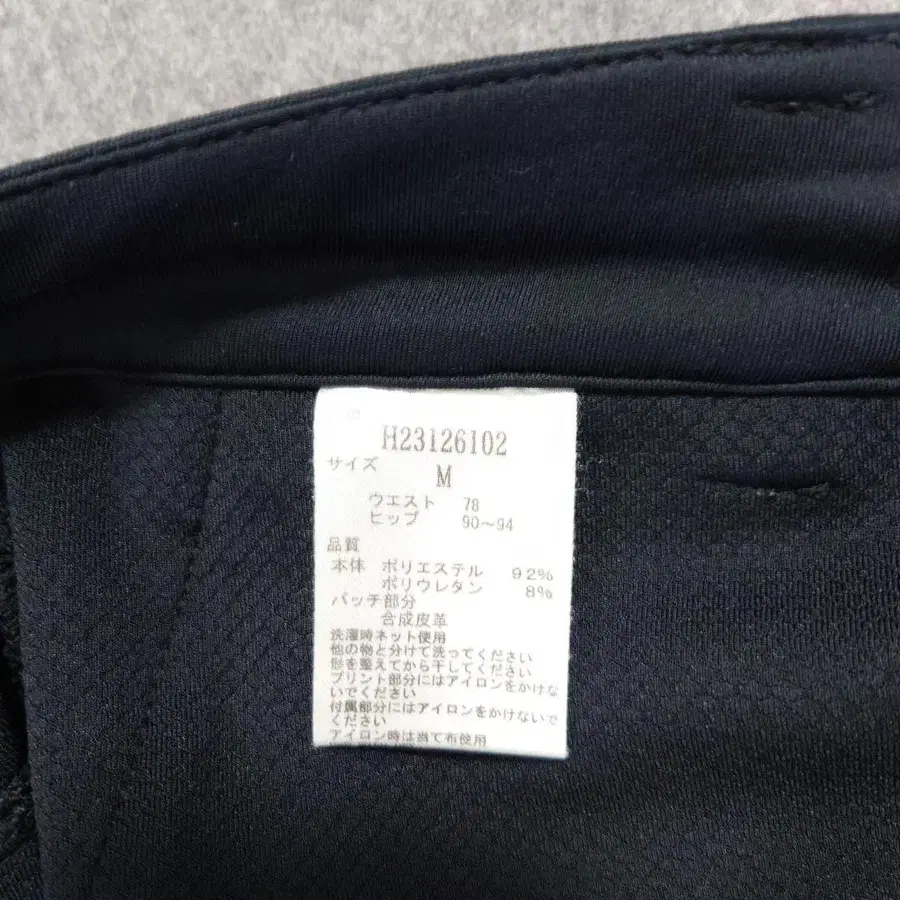 H23126102
サイズ
M
ウエスト 78
ヒップ 90～94
品質
本体 ポリエステル 92%
ポリウレタン 8%
パッチ部分
合成皮革
洗濯時ネット使用
他の物と分けて洗ってください
形を整えてから干してください
プリント部分にはアイロンをかけな
いでください
付属部分にはアイロンをかけないで
ください
アイロン時は当て布使用